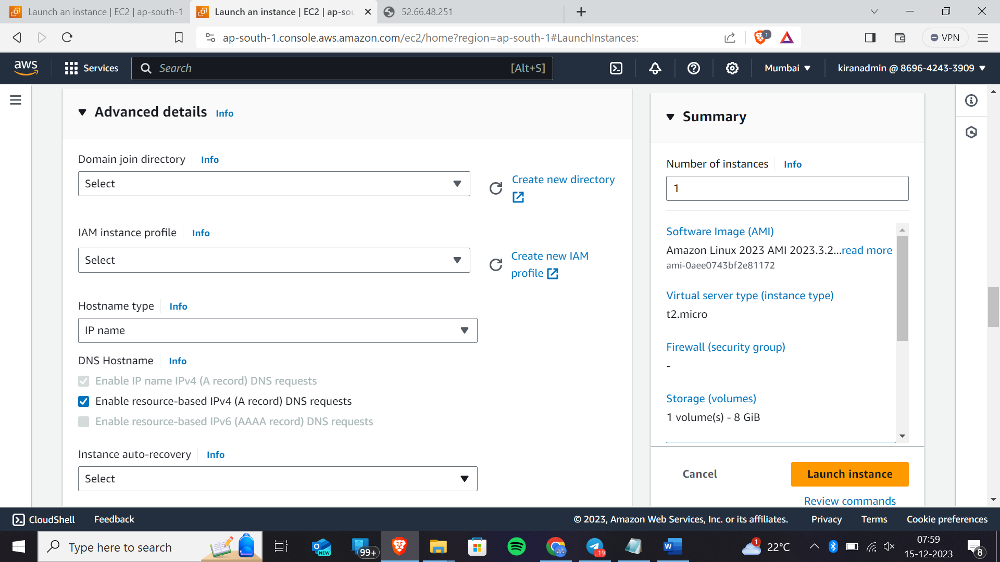 Launch an instance | EC2 | ap-south-1
Launch an instance | EC2 | ap-sou
52.66.48.251
ap-south-1.console.aws.amazon.com/ec2/home?region=ap-south-1#LaunchInstances:
1
VPN
aws
Services
Search
[Alt+S]
Mumbai
kiranadmin @ 8696-4243-3909
Advanced details
Info
Domain join directory
Info
Select
Create new directory
IAM instance profile
Info
Select
Create new IAM
profile
Hostname type
Info
IP name
DNS Hostname
Info
Enable IP name IPv4 (A record) DNS requests
Enable resource-based IPv4 (A record) DNS requests
Enable resource-based IPv6 (AAAA record) DNS requests
Instance auto-recovery
Info
Select
Summary
Number of instances
Info
1
Software Image (AMI)
Amazon Linux 2023 AMI 2023.3.2...read more
ami-0aee0743bf2e81172
Virtual server type (instance type)
t2.micro
Firewall (security group)
-
Storage (volumes)
1 volume(s) - 8 GiB
Cancel
Launch instance
Review commands
CloudShell
Feedback
© 2023, Amazon Web Services, Inc. or its affiliates.
Privacy
Terms
Cookie preferences
Type here to search
O
NEW
99+
..19
W
1
22°C
07:59
15-12-2023
8